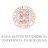 ALMA MATER STUDIORUM
UNIVERSITÀ DI BOLOGNA